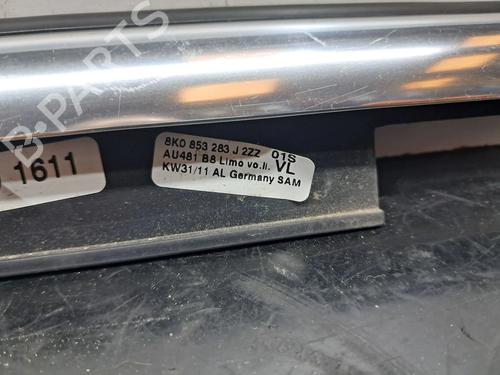 B-PARTS
8K0 853 283 J 2ZZ 01S
AU481 B8 Limo vo.li. VL
KW31/11 AL Germany SAM
1611